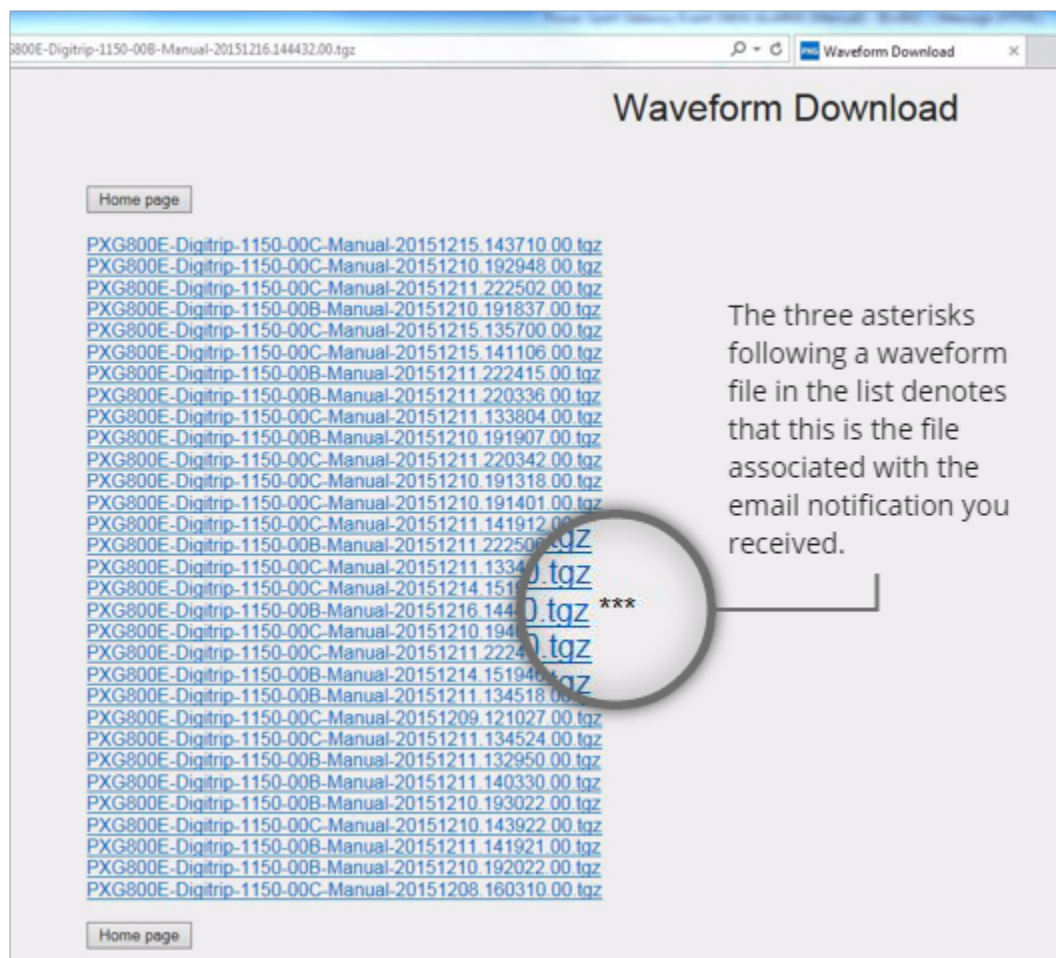 800E-Digitrip-1150-00B-Manual-20151216.144432.00.tgz
PXG Waveform Download
Waveform Download
Home page
PXG800E-Digitrip-1150-00C-Manual-20151215.143710.00.tgz
PXG800E-Digitrip-1150-00C-Manual-20151210.192948.00.tgz
PXG800E-Digitrip-1150-00C-Manual-20151211.222502.00.tgz
PXG800E-Digitrip-1150-00B-Manual-20151210.191837.00.tgz
PXG800E-Digitrip-1150-00C-Manual-20151215.135700.00.tgz
PXG800E-Digitrip-1150-00C-Manual-20151215.141106.00.tgz
PXG800E-Digitrip-1150-00B-Manual-20151211.222415.00.tgz
PXG800E-Digitrip-1150-00B-Manual-20151211.220336.00.tgz
PXG800E-Digitrip-1150-00C-Manual-20151211.133804.00.tgz
PXG800E-Digitrip-1150-00B-Manual-20151210.191907.00.tgz
PXG800E-Digitrip-1150-00C-Manual-20151211.220342.00.tgz
PXG800E-Digitrip-1150-00B-Manual-20151210.191318.00.tgz
PXG800E-Digitrip-1150-00C-Manual-20151210.191401.00.tgz
PXG800E-Digitrip-1150-00C-Manual-20151211.141912.0
PXG800E-Digitrip-1150-00B-Manual-20151211.22250 .tgz
PXG800E-Digitrip-1150-00C-Manual-20151211.1334 0.tgz
PXG800E-Digitrip-1150-00C-Manual-20151214.151
PXG800E-Digitrip-1150-00B-Manual-20151216.144 0.tgz ***
PXG800E-Digitrip-1150-00C-Manual-20151210.194
PXG800E-Digitrip-1150-00C-Manual-20151211.2224 0.tgz
PXG800E-Digitrip-1150-00B-Manual-20151214.15194 tgz
PXG800E-Digitrip-1150-00B-Manual-20151211.134518.00.tgz
PXG800E-Digitrip-1150-00C-Manual-20151209.121027.00.tgz
PXG800E-Digitrip-1150-00C-Manual-20151211.134524.00.tgz
PXG800E-Digitrip-1150-00B-Manual-20151211.132950.00.tgz
PXG800E-Digitrip-1150-00B-Manual-20151211.140330.00.tgz
PXG800E-Digitrip-1150-00B-Manual-20151210.193022.00.tgz
PXG800E-Digitrip-1150-00C-Manual-20151210.143922.00.tgz
PXG800E-Digitrip-1150-00B-Manual-20151211.141921.00.tgz
PXG800E-Digitrip-1150-00B-Manual-20151210.192022.00.tgz
PXG800E-Digitrip-1150-00C-Manual-20151208.160310.00.tgz
Home page
The three asterisks
following a waveform
file in the list denotes
that this is the file
associated with the
email notification you
received.